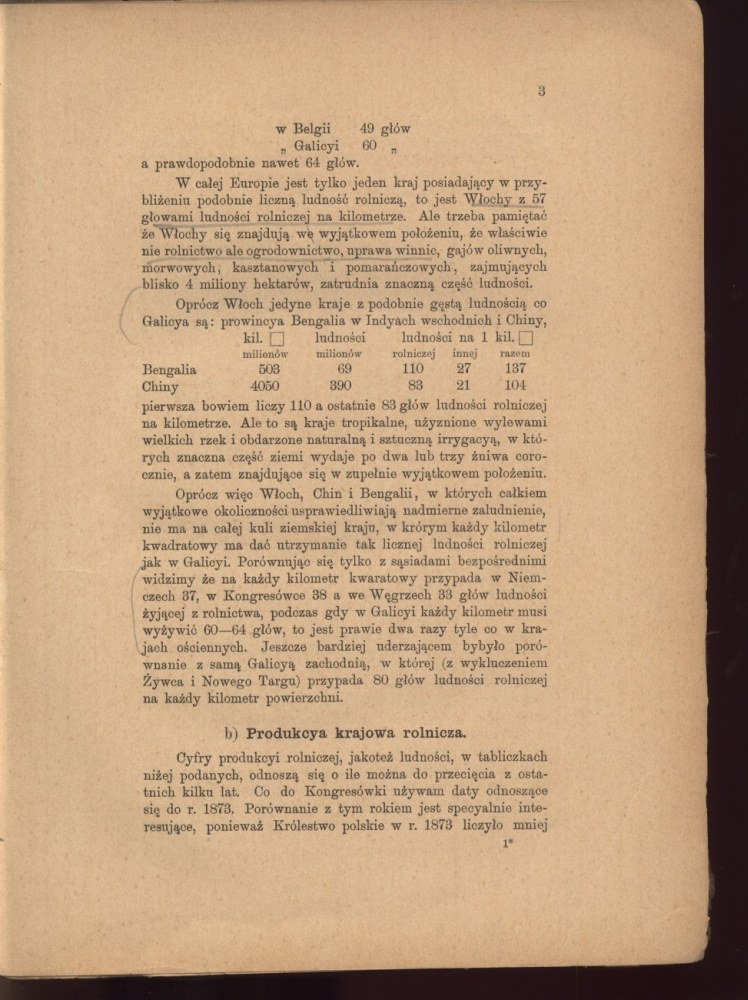 3
w Belgii 49 głów
„ Galicyi 60 „
a prawdopodobnie nawet 64 głów.
W całej Europie jest tylko jeden kraj posiadający w przy-
bliżeniu podobnie liczną ludność rolniczą, to jest Włochy z 57
głowami ludności rolniczej na kilometrze. Ale trzeba pamiętać
że Włochy się znajdują we wyjątkowem położeniu, że właściwie
nie rolnictwo ale ogrodownictwo, uprawa winnic, gajów oliwnych,
morwowych, kasztanowych i pomarańczowych, zajmujących
blisko 4 miliony hektarów, zatrudnia znaczną część ludności.
Oprócz Włoch jedyne kraje z podobnie gęstą ludnością co
Galicya są: prowincya Bengalia w Indyach wschodnich i Chiny,
kil. □ ludności ludności na 1 kil. □
milionów milionów rolniczej innej razem
Bengalia 503 69 110 27 137
Chiny 4050 390 83 21 104
pierwsza bowiem liczy 110 a ostatnie 83 głów ludności rolniczej
na kilometrze. Ale to są kraje tropikalne, użyznione wylewami
wielkich rzek i obdarzone naturalną i sztuczną irrygacyą, w któ-
rych znaczna część ziemi wydaje po dwa lub trzy żniwa coro-
cznie, a zatem znajdujące się w zupełnie wyjątkowem położeniu.
Oprócz więc Włoch, Chin i Bengalii, w których całkiem
wyjątkowe okoliczności usprawiedliwiają nadmierne zaludnienie,
nie ma na całej kuli ziemskiej kraju, w krórym każdy kilometr
kwadratowy ma dać utrzymanie tak licznej ludności rolniczej
jak w Galicyi. Porównując się tylko z sąsiadami bezpośrednimi
widzimy że na każdy kilometr kwaratowy przypada w Niem-
czech 37, w Kongresówce 38 a we Węgrzech 33 głów ludności
żyjącej z rolnictwa, podczas gdy w Galicyi każdy kilometr musi
wyżywić 60—64 głów, to jest prawie dwa razy tyle co w kra-
jach ościennych. Jeszcze bardziej uderzającem bybyło poró-
wnanie z samą Galicyą zachodnią, w której (z wykluczeniem
Żywca i Nowego Targu) przypada 80 głów ludności rolniczej
na każdy kilometr powierzchni.
b) Produkcya krajowa rolnicza.
Cyfry produkcyi rolniczej, jakoteż ludności, w tabliczkach
niżej podanych, odnoszą się o ile można do przecięcia z osta-
tnich kilku lat. Co do Kongresówki używam daty odnoszące
się do r. 1873. Porównanie z tym rokiem jest specyalnie inte-
resujące, ponieważ Królestwo polskie w r. 1873 liczyło mniej
1*